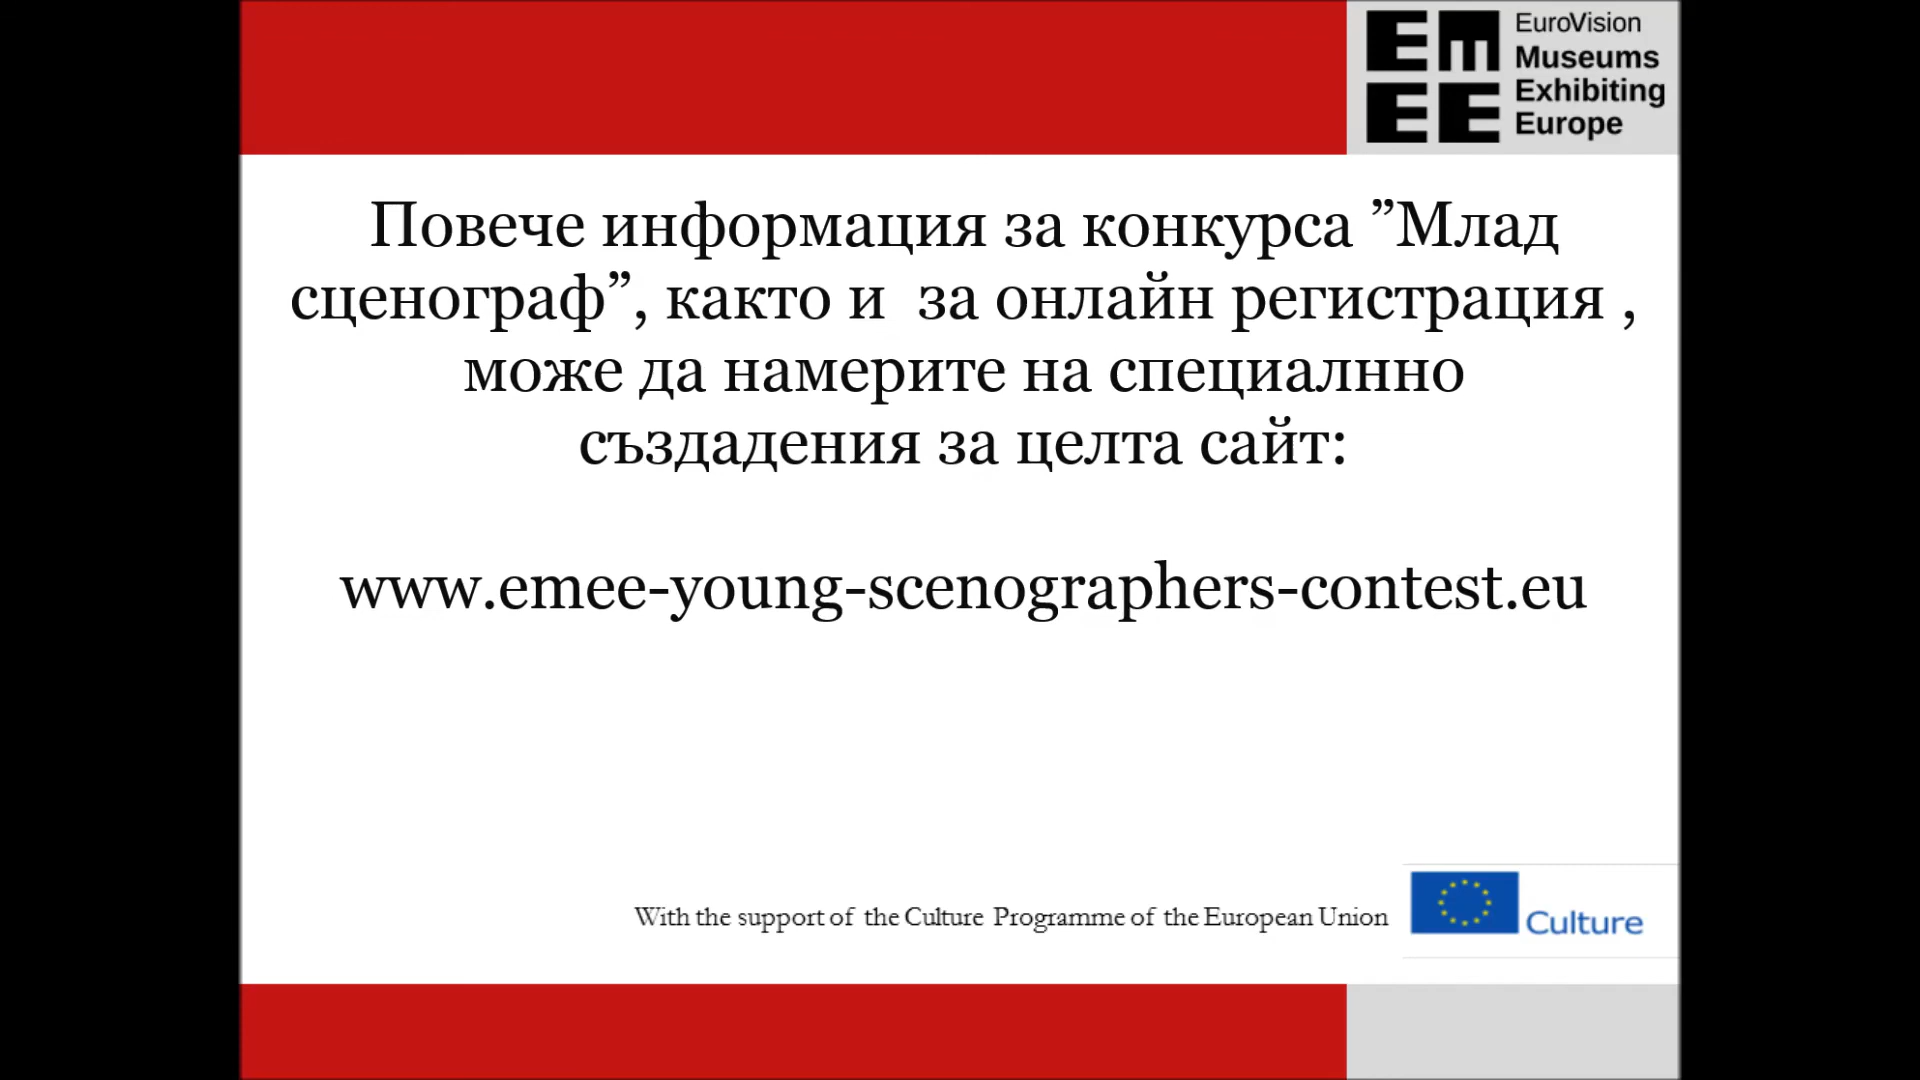 EmEE
EuroVision
Museums
Exhibiting
Europe
Повече информация за конкурса ”Млад
сценограф”, както и за онлайн регистрация ,
може да намерите на специалнно
създадения за целта сайт:
www.emee-young-scenographers-contest.eu
With the support of the Culture Programme of the European Union
Culture